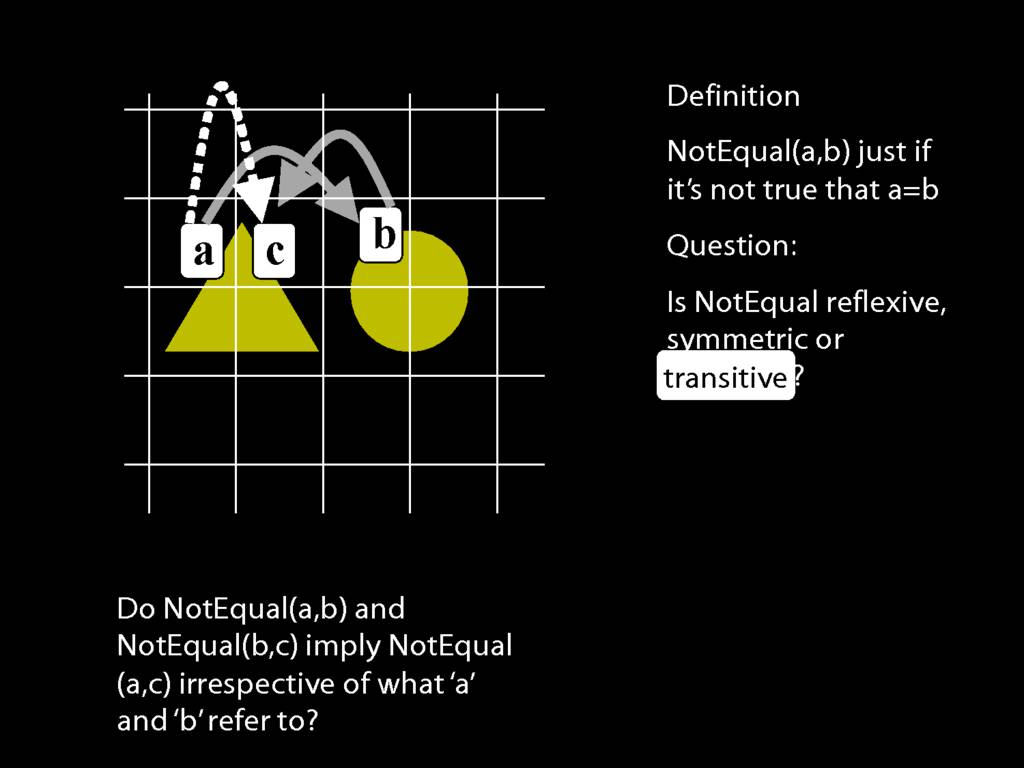 Definition
NotEqual(a,b) just if
it's not true that a=b
Question:
Is NotEqual reflexive,
symmetric or
transitive?
a c b
Do NotEqual(a,b) and
NotEqual(b,c) imply NotEqual
(a,c) irrespective of what ‘a’
and ‘b’ refer to?